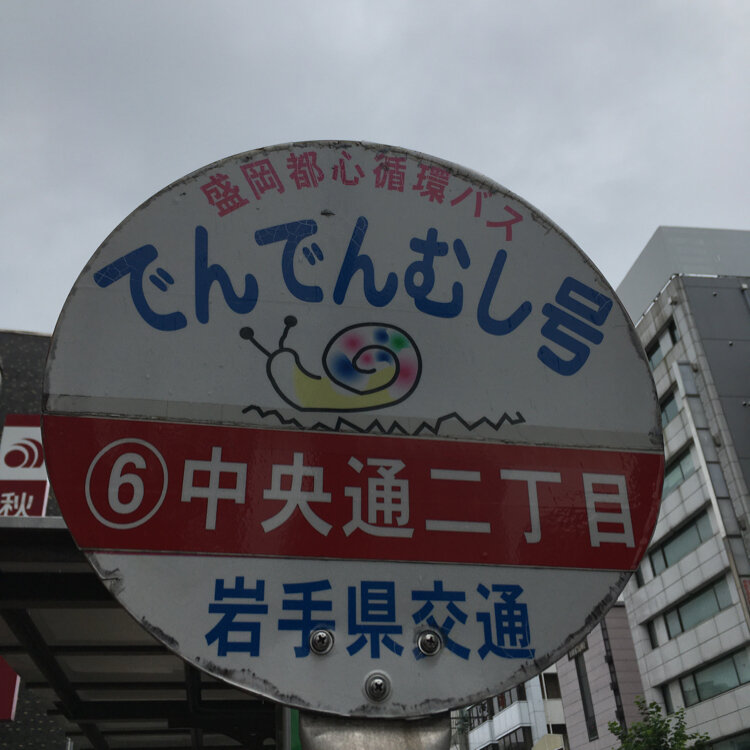 盛岡都心循環バス
でんでんむし号
⑥中央通二丁目
岩手県交通
秋